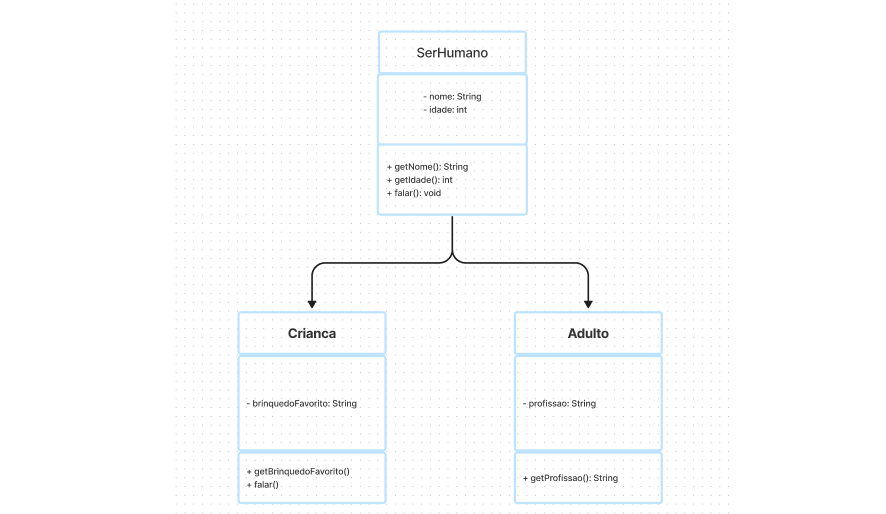 SerHumano
- nome: String
- idade: int
+ getNome(): String
+ getIdade(): int
+ falar(): void
Crianca
- brinquedoFavorito: String
+ getBrinquedoFavorito()
+ falar()
Adulto
- profissao: String
+ getProfissao(): String